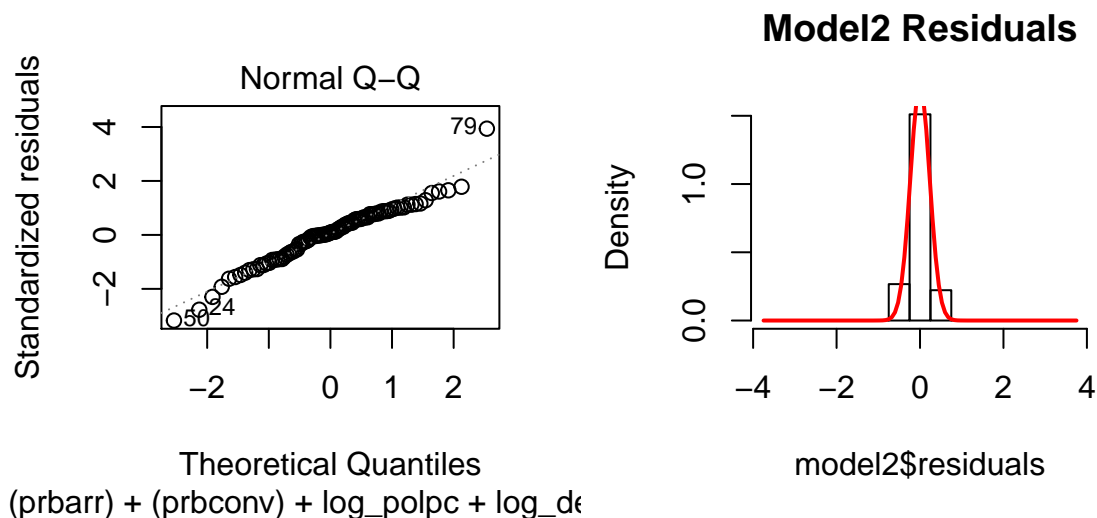 Model2 Residuals
Normal Q−Q
Standardized residuals
4
2
0
−2
79
50
24
−2
0
1
2
Theoretical Quantiles
(prbarr) + (prbconv) + log_polpc + log_de
Density
1.0
0.0
−4
−2
0
2
4
model2$residuals